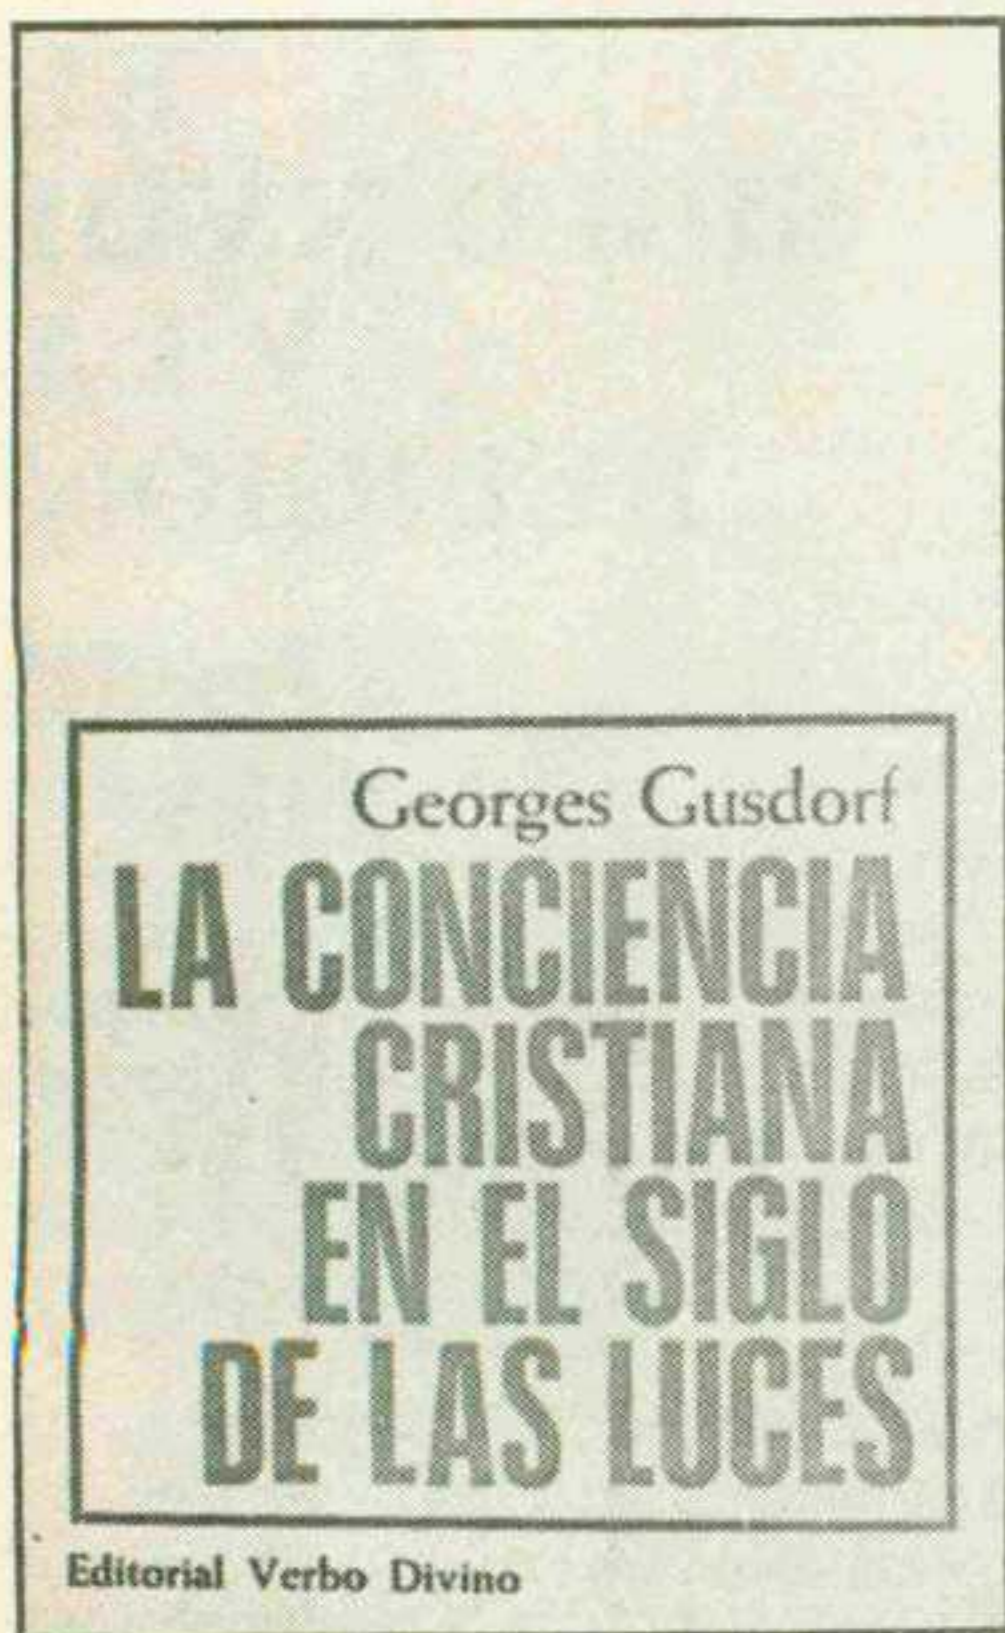 Georges Gusdorf
LA CONCIENCIA
CRISTIANA
EN EL SIGLO
DE LAS LUCES
Editorial Verbo Divino